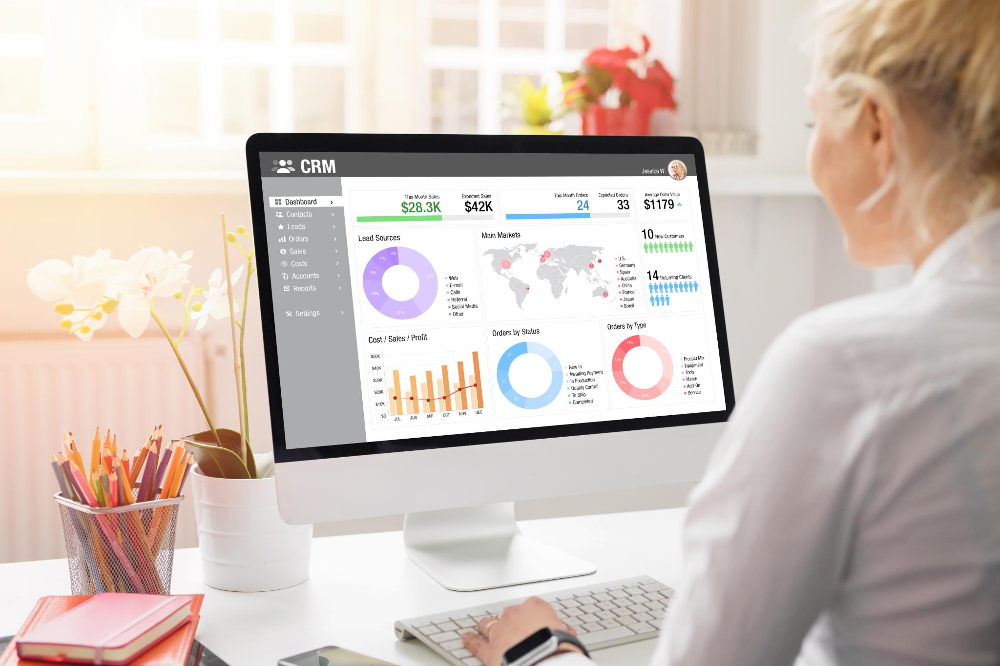 CRM
Jessica W.
Dashboard
Contacts
Leads
Orders
Sales
Costs
Accounts
Reports
Settings
This Month Sales
$28.3K
Expected Sales
$42K
This Month Orders
24
Expected Orders
33
Average Order Value
$1179
Lead Sources
3%
7%
9%
15%
21%
45%
Web
E-mail
Calls
Referral
Social Media
Other
Main Markets
7
5
4
2
1
1
3
U.S.
Germany
Spain
Australia
China
France
Japan
Brasil
10 New Customers
14 Returning Clients
Cost / Sales / Profit
$50K
$40K
$30K
$20K
$10K
$0
JUL AUG SEP OCT NOV DEC
Orders by Status
24
14
7
11
13
31
New In
Awaiting Payment
In Production
Quality Control
To Ship
Completed
Orders by Type
11%
13%
15%
21%
8%
Product Mix
Equipment
Tools
Merch
Add-On
Service